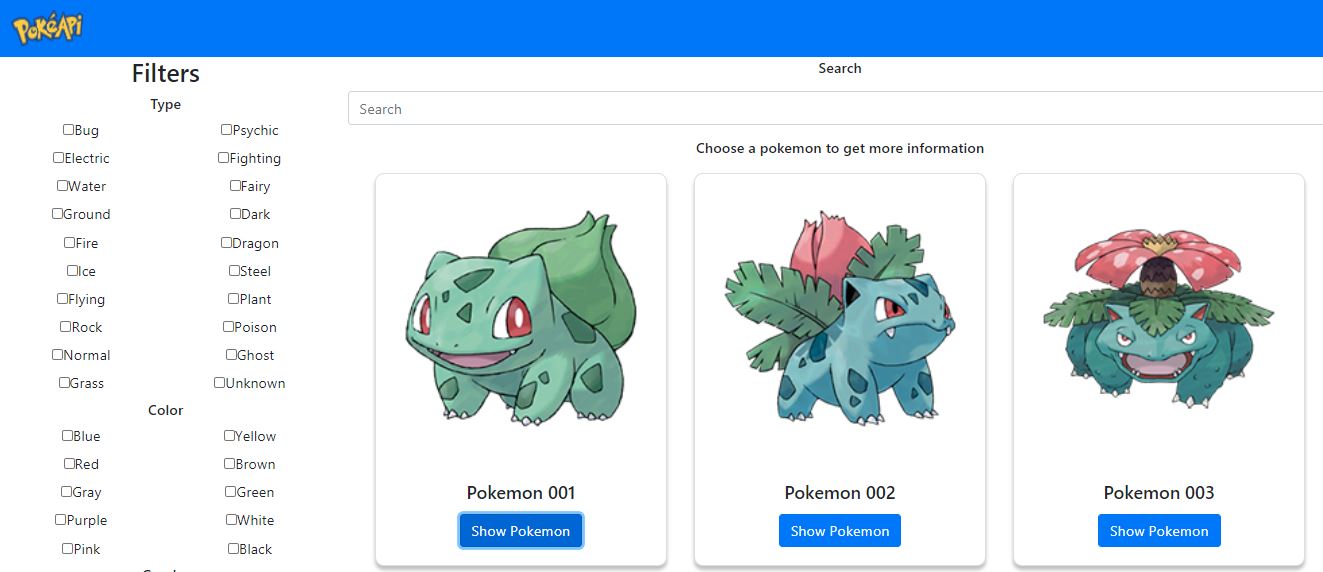 PokéApi
Filters
Type
Bug
Psychic
Electric
Fighting
Water
Fairy
Ground
Dark
Fire
Dragon
Ice
Steel
Flying
Plant
Rock
Poison
Normal
Ghost
Grass
Unknown
Color
Blue
Yellow
Red
Brown
Gray
Green
Purple
White
Pink
Black
Search
Search
Choose a pokemon to get more information
Pokemon 001
Show Pokemon
Pokemon 002
Show Pokemon
Pokemon 003
Show Pokemon